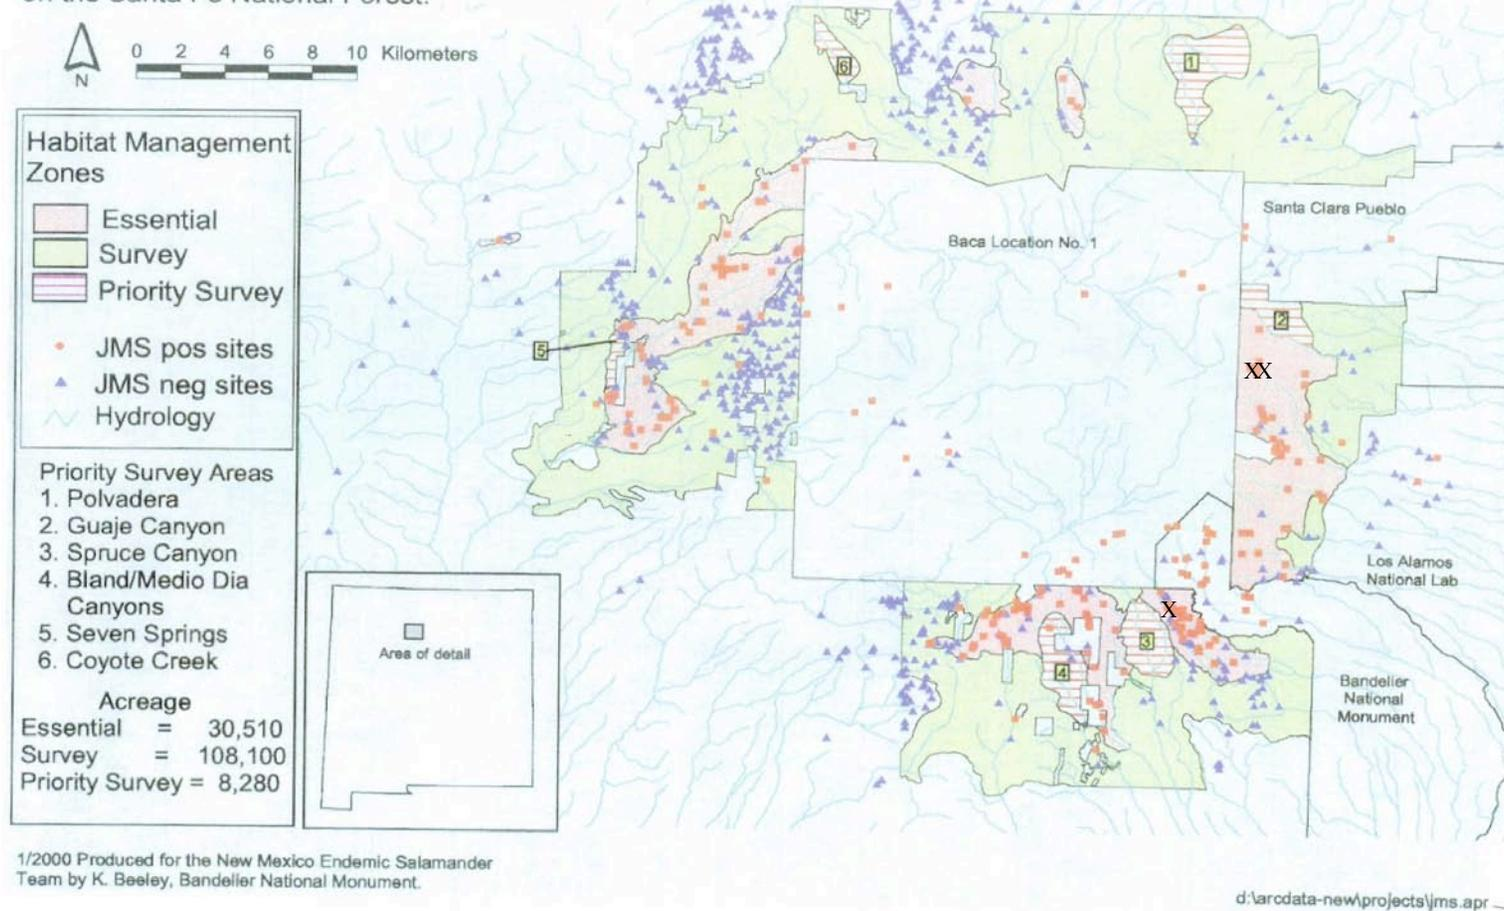 0 2 4 6 8 10 Kilometers
N
Habitat Management
Zones
Essential
Survey
Priority Survey
JMS pos sites
JMS neg sites
Hydrology
Priority Survey Areas
1. Polvadera
2. Guaje Canyon
3. Spruce Canyon
4. Bland/Medio Dia
Canyons
5. Seven Springs
6. Coyote Creek
Acreage
Essential = 30,510
Survey = 108,100
Priority Survey = 8,280
Area of detail
6
1
Santa Clara Pueblo
Baca Location No. 1
2
5
XX
Los Alamos
National Lab
X
3
4
Bandelier
National
Monument
1/2000 Produced for the New Mexico Endemic Salamander
Team by K. Beeley, Bandelier National Monument.
d:\arcdata-new\projects\jms.apr